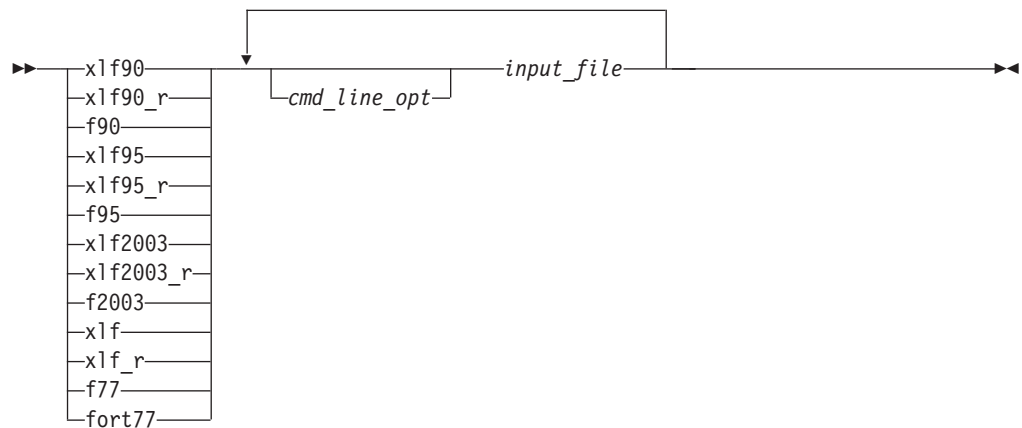 xlf90 input_file
xlf90_r cmd_line_opt
f90
xlf95
xlf95_r
f95
xlf2003
xlf2003_r
f2003
xlf
xlf_r
f77
fort77